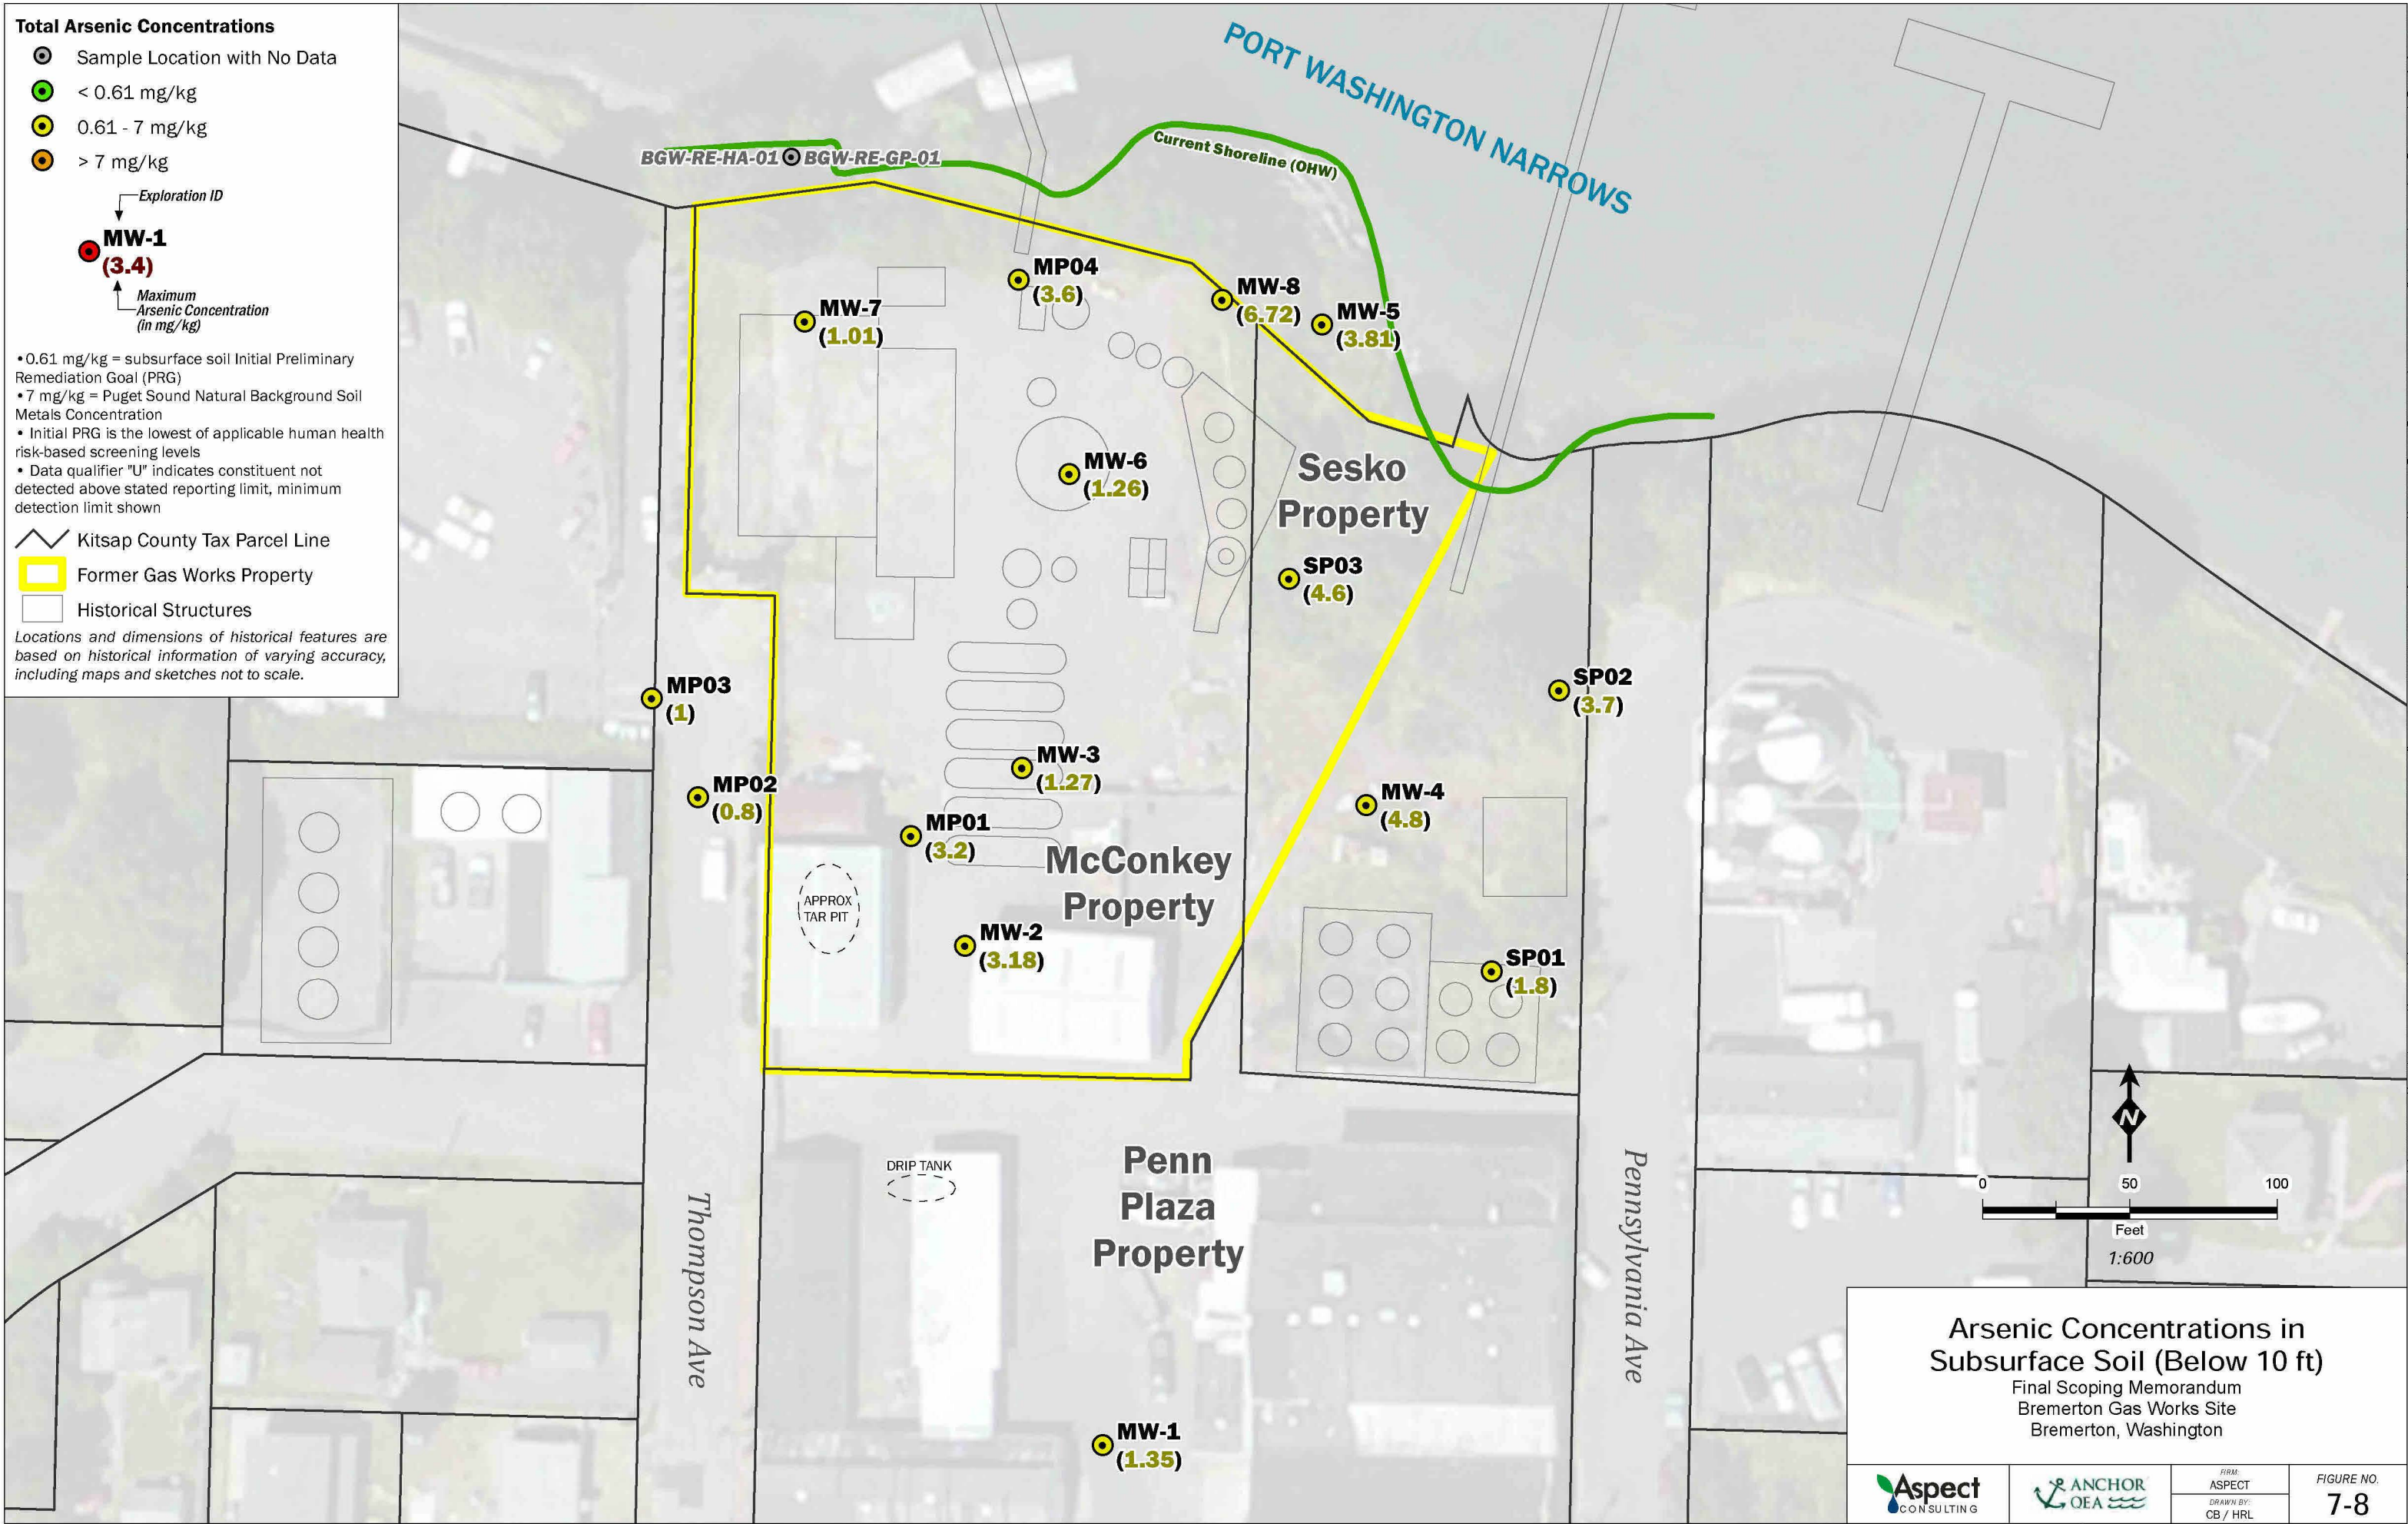 Total Arsenic Concentrations
Sample Location with No Data
< 0.61 mg/kg
0.61 - 7 mg/kg
> 7 mg/kg
Exploration ID
MW-1
(3.4)
Maximum
Arsenic Concentration
(in mg/kg)
•0.61 mg/kg = subsurface soil Initial Preliminary
Remediation Goal (PRG)
•7 mg/kg = Puget Sound Natural Background Soil
Metals Concentration
• Initial PRG is the lowest of applicable human health
risk-based screening levels
• Data qualifier "U" indicates constituent not
detected above stated reporting limit, minimum
detection limit shown
Kitsap County Tax Parcel Line
Former Gas Works Property
Historical Structures
Locations and dimensions of historical features are
based on historical information of varying accuracy,
including maps and sketches not to scale.
PORT WASHINGTON NARROWS
Current Shoreline (OHW)
BGW-RE-HA-01 BGW-RE-GP-01
MP04
(3.6)
MW-8
(6.72)
MW-5
(3.81)
MW-7
(1.01)
MW-6
(1.26)
Sesko
Property
SP03
(4.6)
SP02
(3.7)
MP03
(1)
MP02
(0.8)
MW-3
(1.27)
MW-4
(4.8)
MP01
(3.2)
McConkey
Property
APPROX
TAR PIT
MW-2
(3.18)
SP01
(1.8)
DRIP TANK
Penn
Plaza
Property
Thompson Ave
Pennsylvania Ave
MW-1
(1.35)
N
0 50 100
Feet
1:600
Arsenic Concentrations in
Subsurface Soil (Below 10 ft)
Final Scoping Memorandum
Bremerton Gas Works Site
Bremerton, Washington
Aspect
CONSULTING
ANCHOR
QEA
FIRM:
ASPECT
DRAWN BY:
CB / HRL
FIGURE NO.
7-8